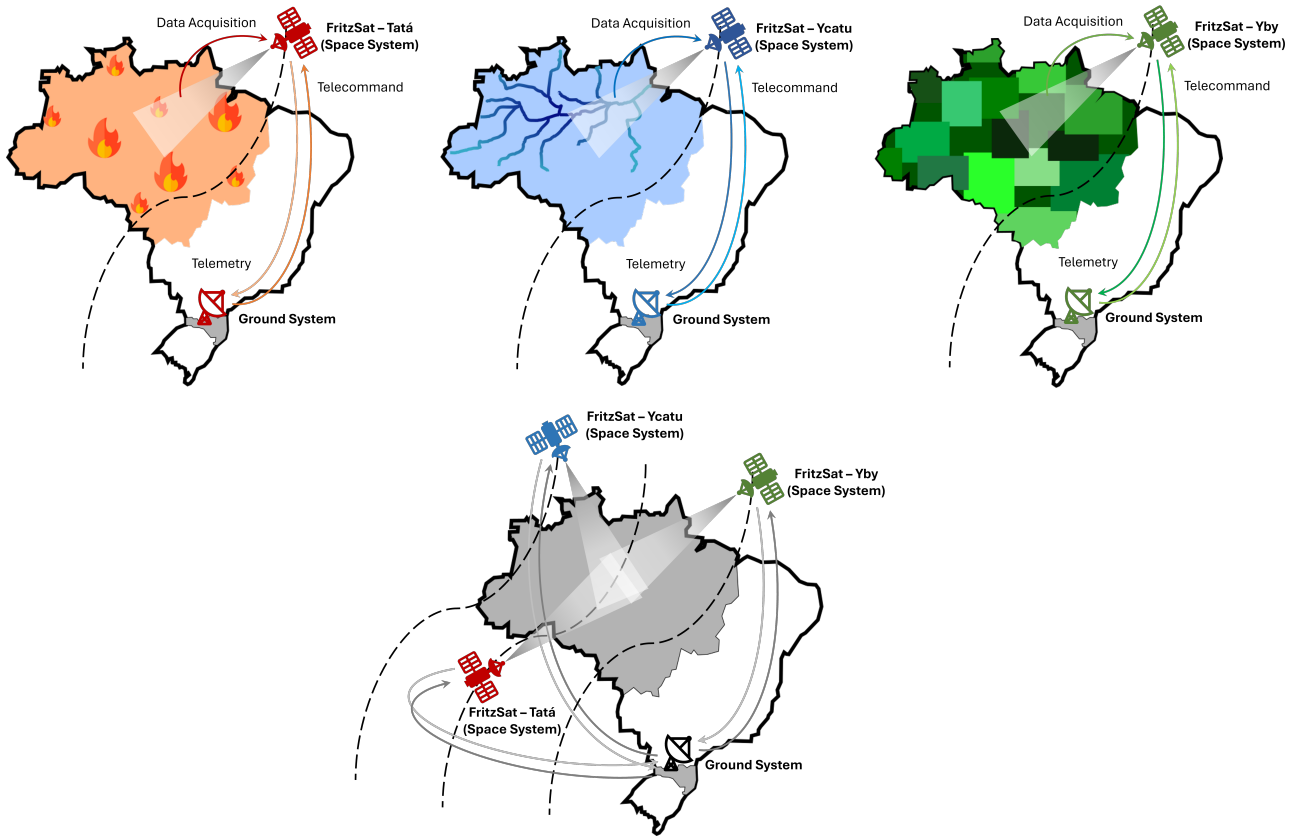 Data Acquisition
FritzSat – Tatá
(Space System)
Telecommand
Telemetry
Ground System
Data Acquisition
FritzSat – Ycatu
(Space System)
Telecommand
Telemetry
Ground System
Data Acquisition
FritzSat – Yby
(Space System)
Telecommand
Telemetry
Ground System
FritzSat – Ycatu
(Space System)
FritzSat – Yby
(Space System)
FritzSat – Tatá
(Space System)
Ground System